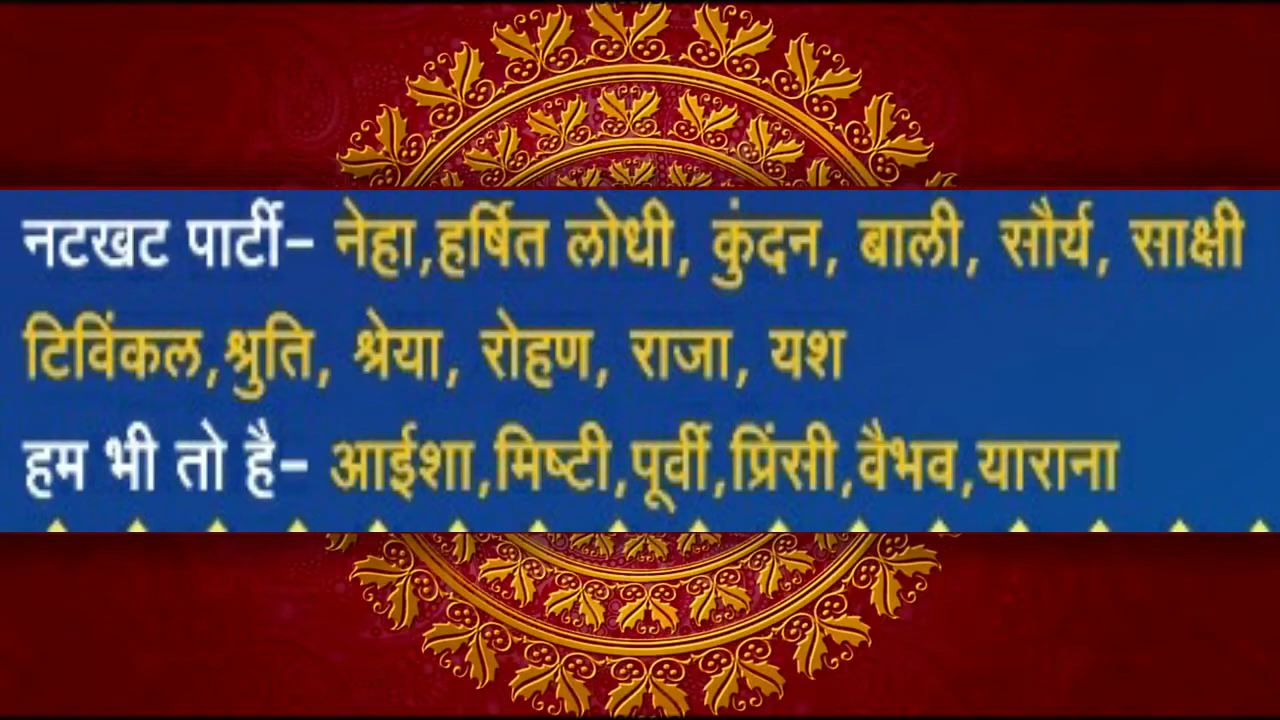 नटखट पार्टी- नेहा,हर्षित लोधी, कुंदन, बाली, सौर्य, साक्षी
टिविंकल,श्रुति, श्रेया, रोहण, राजा, यश
हम भी तो है- आईशा,मिष्टी,पूर्वी,प्रिंसी,वैभव,याराना